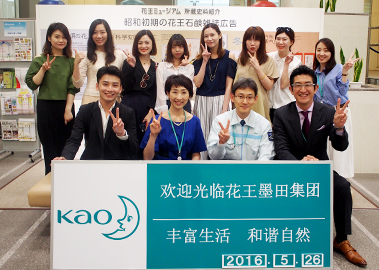 花王ミュージアム 所蔵史料紹介
昭和初期の花王石鹸雑誌広告
Kao
欢迎光临花王墨田集团
丰富生活 和谐自然
2016. 5 .26